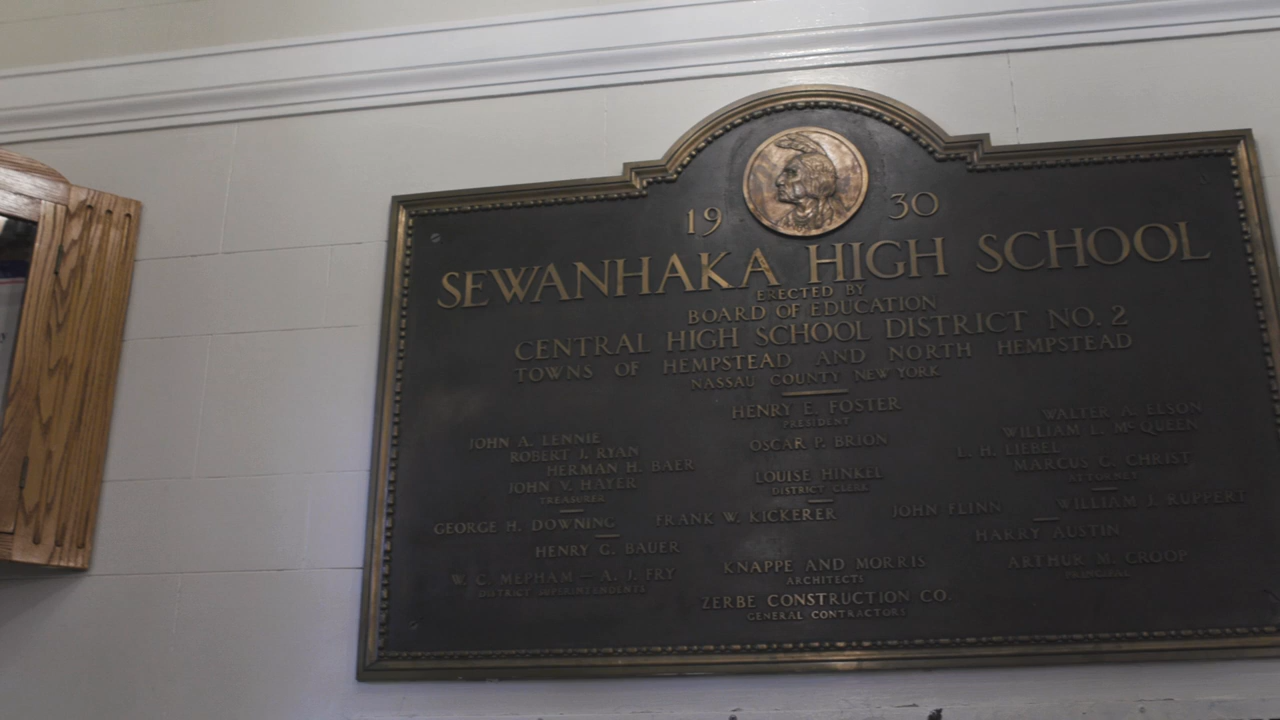 19 30
SEWANHAKA HIGH SCHOOL
ERECTED BY
BOARD OF EDUCATION
CENTRAL HIGH SCHOOL DISTRICT NO. 2
TOWNS OF HEMPSTEAD AND NORTH HEMPSTEAD
NASSAU COUNTY NEW YORK
HENRY E. FOSTER
PRESIDENT
JOHN A. LENNIE
ROBERT J. RYAN
HERMAN H. BAER
JOHN V. HAYER
TREASURER
OSCAR P. BRION
LOUISE HINKEL
DISTRICT CLERK
WALTER A. ELSON
WILLIAM L. McQUEEN
L. H. LIEBEL
MARCUS C. CHRIST
ATTORNEY
GEORGE H. DOWNING FRANK W. KICKERER JOHN FLINN WILLIAM J. RUPPERT
HENRY C. BAUER HARRY AUSTIN
W. C. MEPHAM – A. J. FRY
DISTRICT SUPERINTENDENTS
KNAPPE AND MORRIS
ARCHITECTS
ARTHUR M. CROOP
PRINCIPAL
ZERBE CONSTRUCTION CO.
GENERAL CONTRACTORS